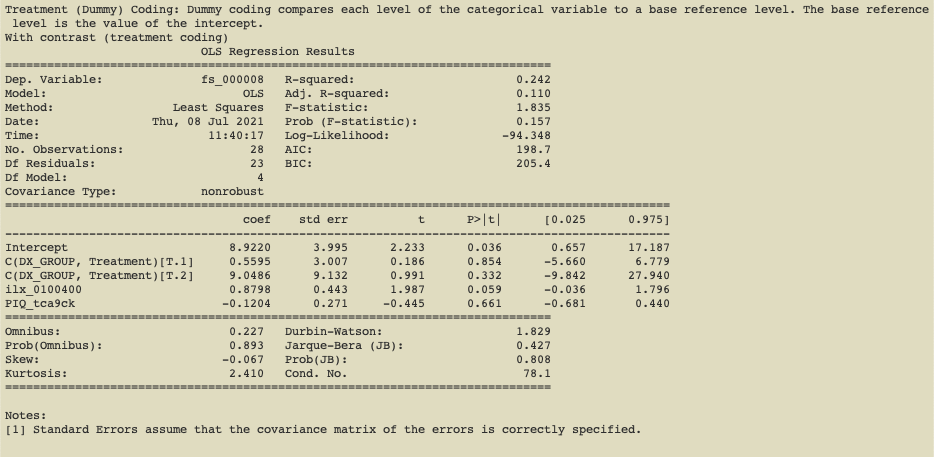 Treatment (Dummy) Coding: Dummy coding compares each level of the categorical variable to a base reference level. The base reference
 level is the value of the intercept.
With contrast (treatment coding)
                            OLS Regression Results
==============================================================================
Dep. Variable:              fs_000008   R-squared:                       0.242
Model:                            OLS   Adj. R-squared:                  0.110
Method:                 Least Squares   F-statistic:                     1.835
Date:                Thu, 08 Jul 2021   Prob (F-statistic):              0.157
Time:                        11:40:17   Log-Likelihood:                -94.348
No. Observations:                  28   AIC:                             198.7
Df Residuals:                      23   BIC:                             205.4
Df Model:                           4
Covariance Type:            nonrobust
===============================================================================================
                                  coef    std err          t      P>|t|      [0.025      0.975]
-----------------------------------------------------------------------------------------------
Intercept                       8.9220      3.995      2.233      0.036       0.657      17.187
C(DX_GROUP, Treatment)[T.1]     0.5595      3.007      0.186      0.854      -5.660       6.779
C(DX_GROUP, Treatment)[T.2]     9.0486      9.132      0.991      0.332      -9.842      27.940
ilx_0100400                     0.8798      0.443      1.987      0.059      -0.036       1.796
PIQ_tca9ck                     -0.1204      0.271     -0.445      0.661      -0.681       0.440
==============================================================================
Omnibus:                        0.227   Durbin-Watson:                   1.829
Prob(Omnibus):                  0.893   Jarque-Bera (JB):                0.427
Skew:                          -0.067   Prob(JB):                        0.808
Kurtosis:                       2.410   Cond. No.                         78.1
==============================================================================
Notes:
[1] Standard Errors assume that the covariance matrix of the errors is correctly specified.